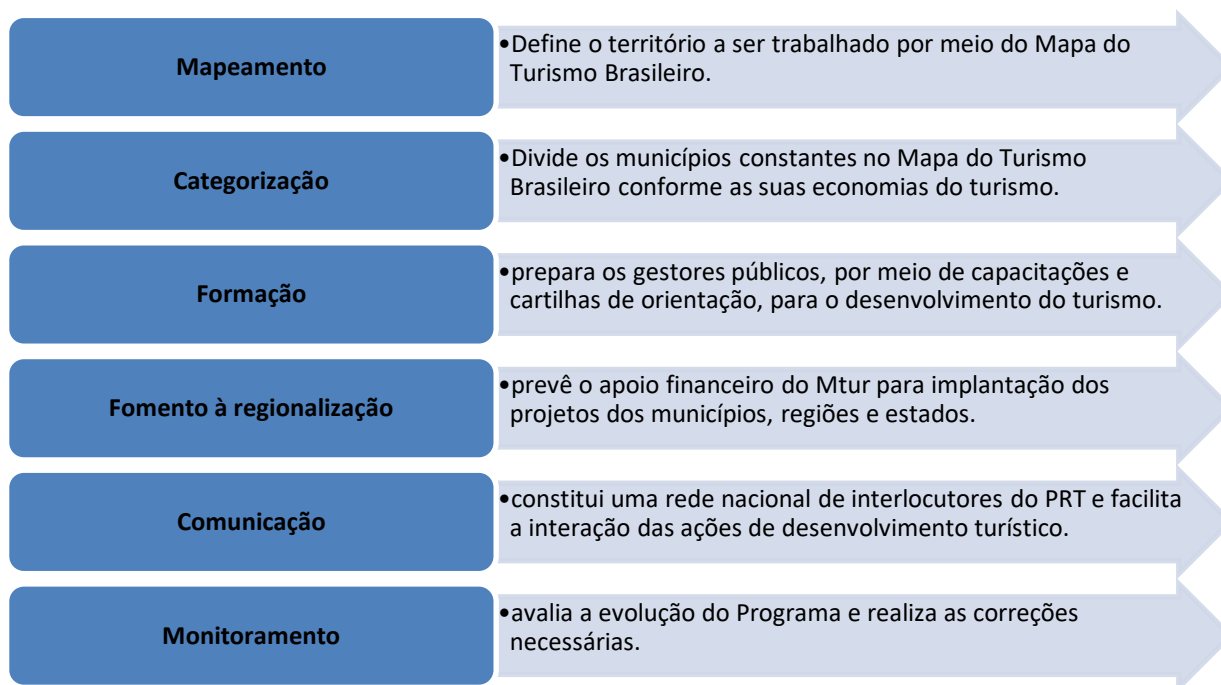 Mapeamento
•Define o território a ser trabalhado por meio do Mapa do
Turismo Brasileiro.
Categorização
•Divide os municípios constantes no Mapa do Turismo
Brasileiro conforme as suas economias do turismo.
Formação
•prepara os gestores públicos, por meio de capacitações e
cartilhas de orientação, para o desenvolvimento do turismo.
Fomento à regionalização
•prevê o apoio financeiro do Mtur para implantação dos
projetos dos municípios, regiões e estados.
Comunicação
•constitui uma rede nacional de interlocutores do PRT e facilita
a interação das ações de desenvolvimento turístico.
Monitoramento
•avalia a evolução do Programa e realiza as correções
necessárias.